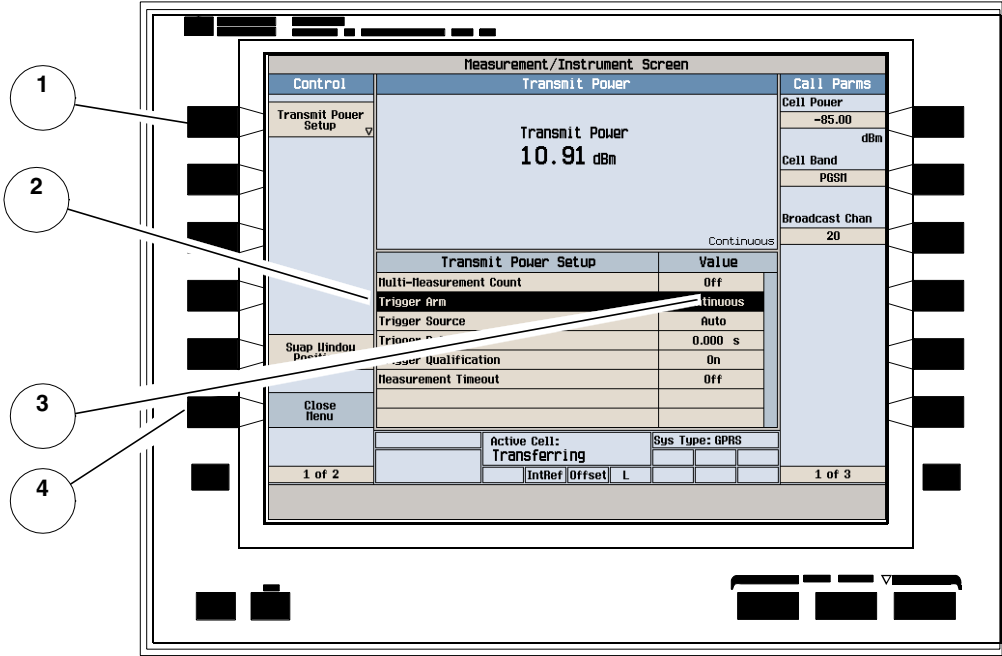 Measurement/Instrument Screen
Control
Transmit Power
Call Parms
1
2
3
4
Transmit Power
Setup
Swap Window
Close
Menu
1 of 2
Transmit Power
10.91 dBm
Continuous
Transmit Power Setup
Value
Multi-Measurement Count
Off
Trigger Arm
tinuous
Trigger Source
Auto
0.000 s
Qualification
On
Measurement Timeout
Off
Active Cell:
Transferring
Sys Type: GPRS
IntRef
Offset
L
Cell Power
-85.00
dBm
Cell Band
PGSM
Broadcast Chan
20
1 of 3